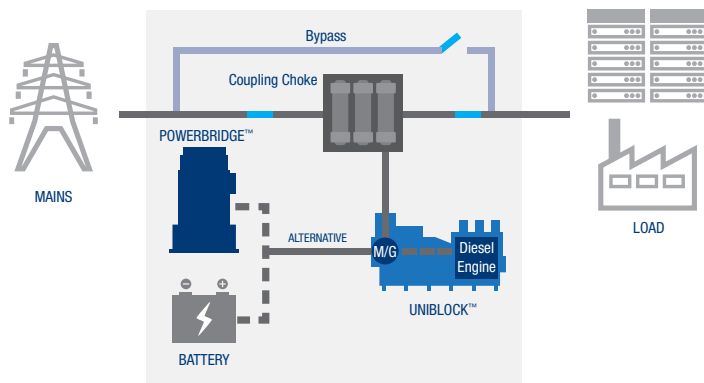 Bypass
Coupling Choke
POWERBRIDGE™
MAINS
ALTERNATIVE
M/G
Diesel
Engine
LOAD
UNIBLOCK™
BATTERY